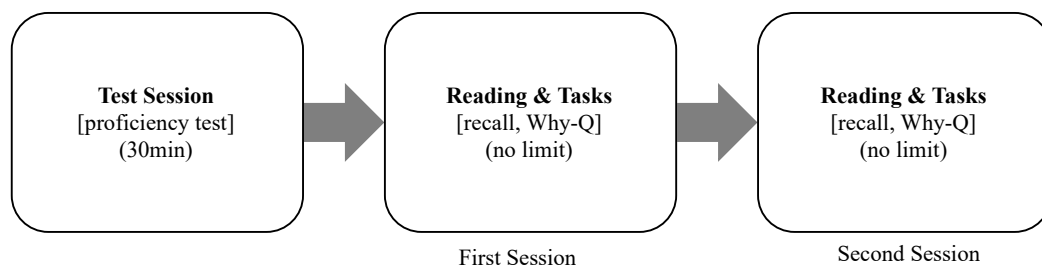 Test Session
[proficiency test]
(30min)
Reading & Tasks
[recall, Why-Q]
(no limit)
Reading & Tasks
[recall, Why-Q]
(no limit)
First Session
Second Session